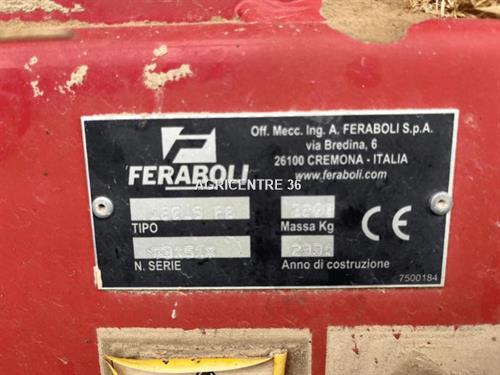 Off. Mecc. Ing. A. FERABOLI S.p.A.
via Bredina, 6
26100 CREMONA - ITALIA
www.feraboli.com
FERABOLI
AGRICENTRE 36
TIPO
Massa Kg
CE
N. SERIE
Anno di costruzione
7500184